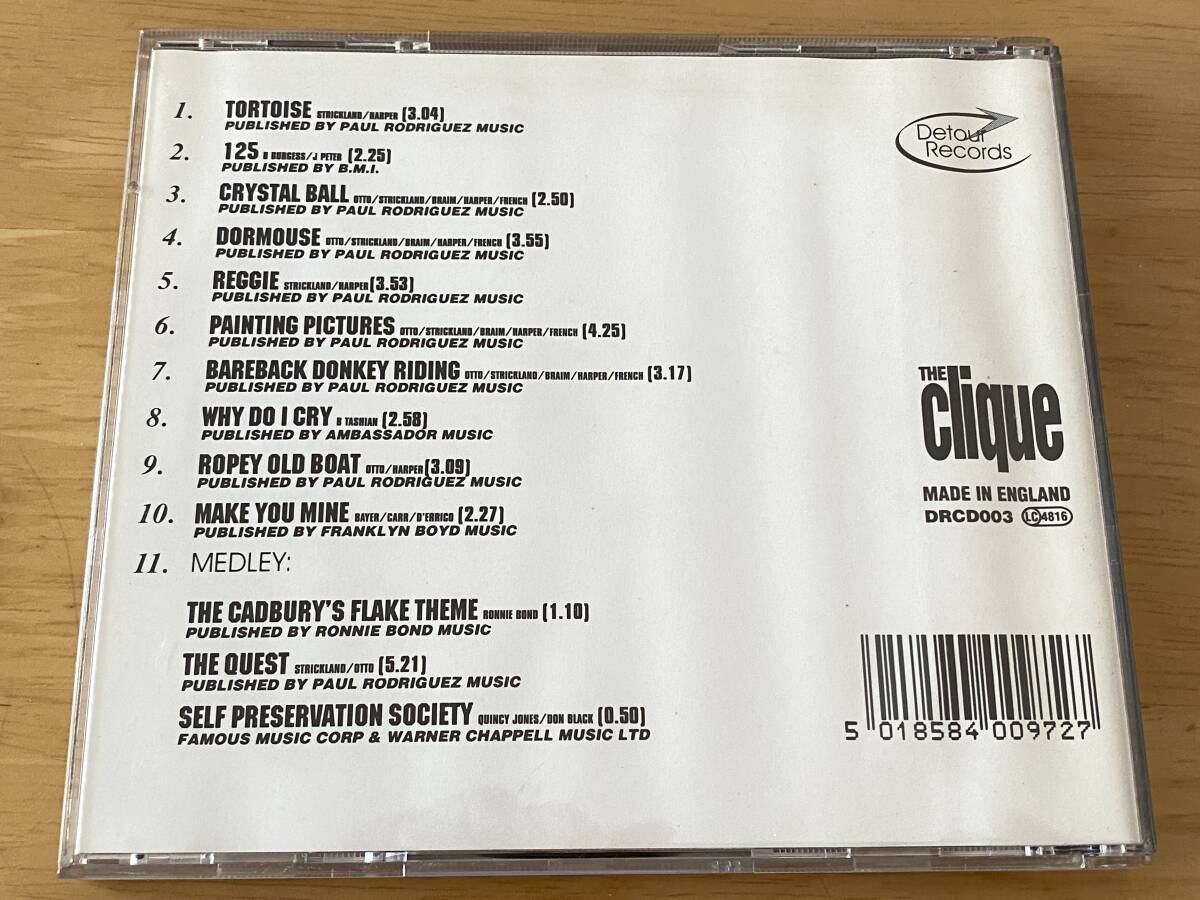 1. TORTOISE STRICKLAND/HARPER (3.04)
PUBLISHED BY PAUL RODRIGUEZ MUSIC
2. 125 B BURGESS/J PETER (2.25)
PUBLISHED BY B.M.I.
3. CRYSTAL BALL OTTO/STRICKLAND/BRAIM/HARPER/FRENCH (2.50)
PUBLISHED BY PAUL RODRIGUEZ MUSIC
4. DORMOUSE OTTO/STRICKLAND/BRAIM/HARPER/FRENCH (3.55)
PUBLISHED BY PAUL RODRIGUEZ MUSIC
5. REGGIE STRICKLAND/HARPER(3.53)
PUBLISHED BY PAUL RODRIGUEZ MUSIC
6. PAINTING PICTURES OTTO/STRICKLAND/BRAIM/HARPER/FRENCH (4.25)
PUBLISHED BY PAUL RODRIGUEZ MUSIC
7. BAREBACK DONKEY RIDING OTTO/STRICKLAND/BRAIM/HARPER/FRENCH (3.17)
PUBLISHED BY PAUL RODRIGUEZ MUSIC
8. WHY DO I CRY B TASHIAN (2.58)
PUBLISHED BY AMBASSADOR MUSIC
9. ROPEY OLD BOAT OTTO/HARPER(3.09)
PUBLISHED BY PAUL RODRIGUEZ MUSIC
10. MAKE YOU MINE BAYER/CARR/D'ERRICO (2.27)
PUBLISHED BY FRANKLYN BOYD MUSIC
11. MEDLEY:
THE CADBURY'S FLAKE THEME RONNIE BOND (1.10)
PUBLISHED BY RONNIE BOND MUSIC
THE QUEST STRICKLAND/OTTO (5.21)
PUBLISHED BY PAUL RODRIGUEZ MUSIC
SELF PRESERVATION SOCIETY QUINCY JONES/DON BLACK (0.50)
FAMOUS MUSIC CORP & WARNER CHAPPELL MUSIC LTD
Detour
Records
THE
clique
MADE IN ENGLAND
DRCD003 LC 4816
5 018584 009727